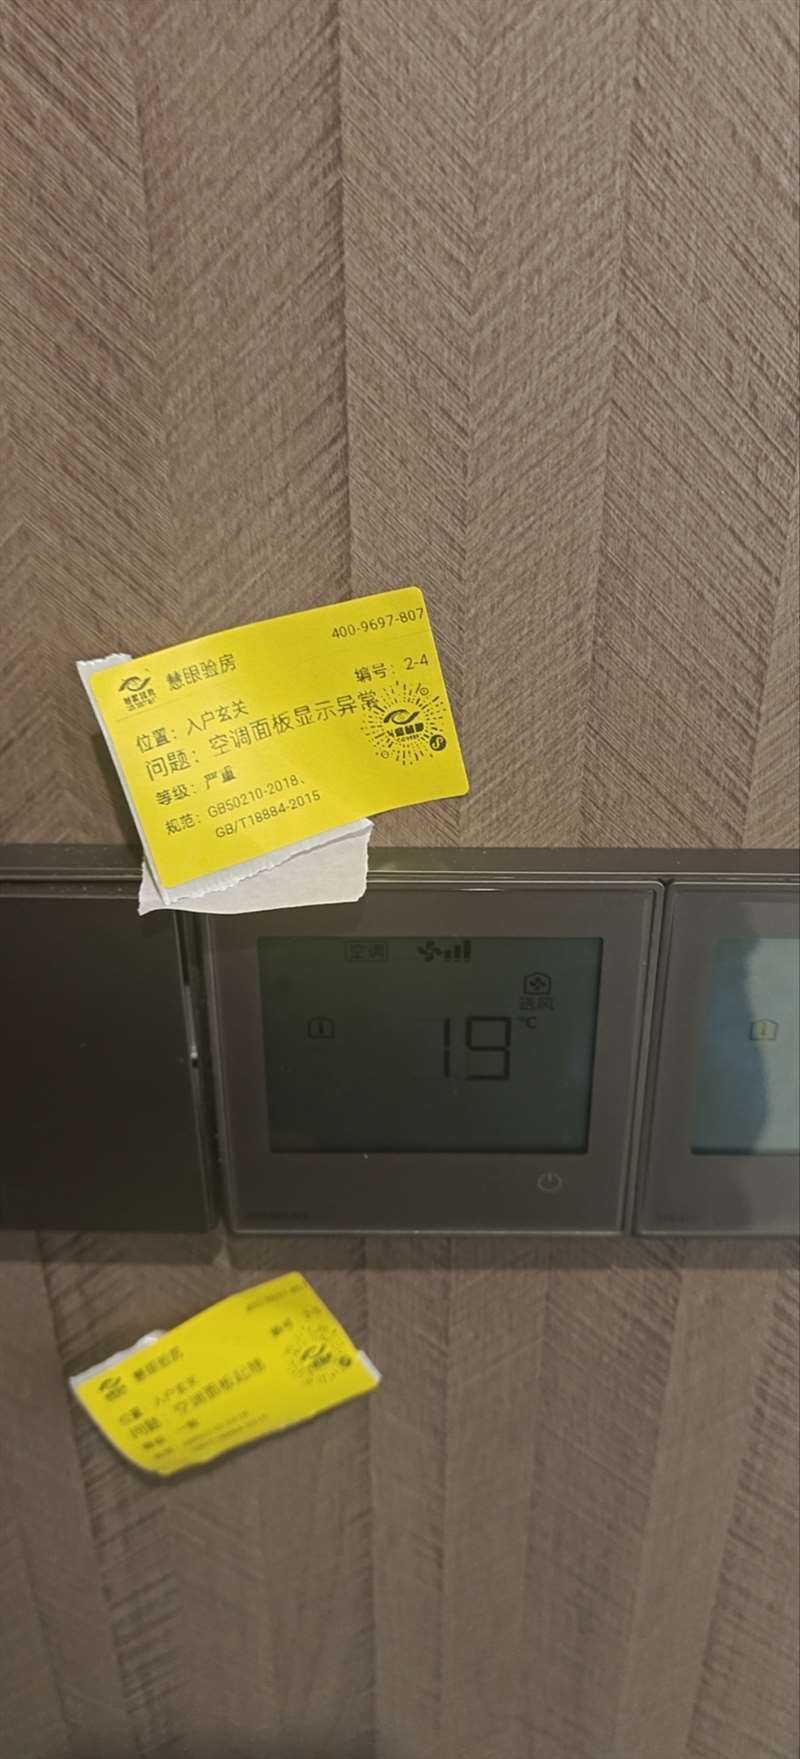 慧眼验房
400-9697-807
编号：2-4
位置：入户玄关
问题：空调面板显示异常
等级：严重
规范：GB50210-2018、
GB/T18884-2015
空调
送风
19 °C
慧眼验房
编号
位置：入户玄关
问题：空调面板起翘